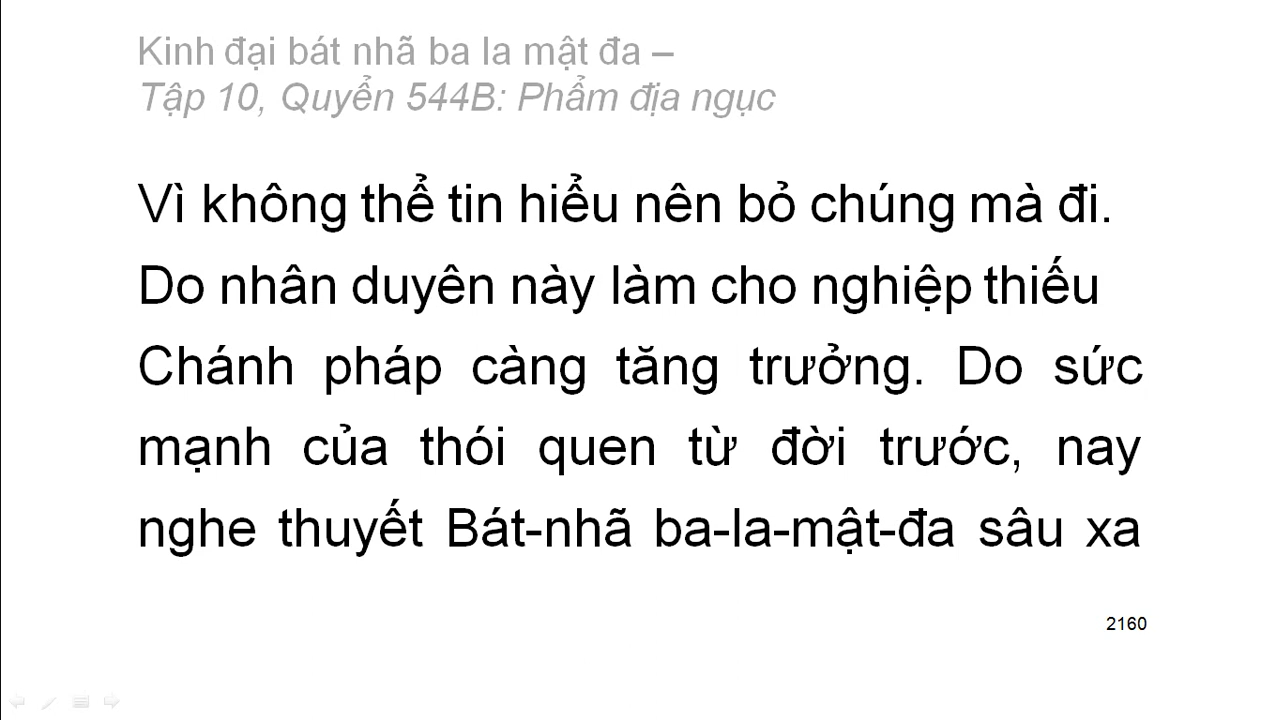 Kinh đại bát nhã ba la mật đa –
Tập 10, Quyển 544B: Phẩm địa ngục
Vì không thể tin hiểu nên bỏ chúng mà đi.
Do nhân duyên này làm cho nghiệp thiếu
Chánh pháp càng tăng trưởng. Do sức
mạnh của thói quen từ đời trước, nay
nghe thuyết Bát-nhã ba-la-mật-đa sâu xa
2160